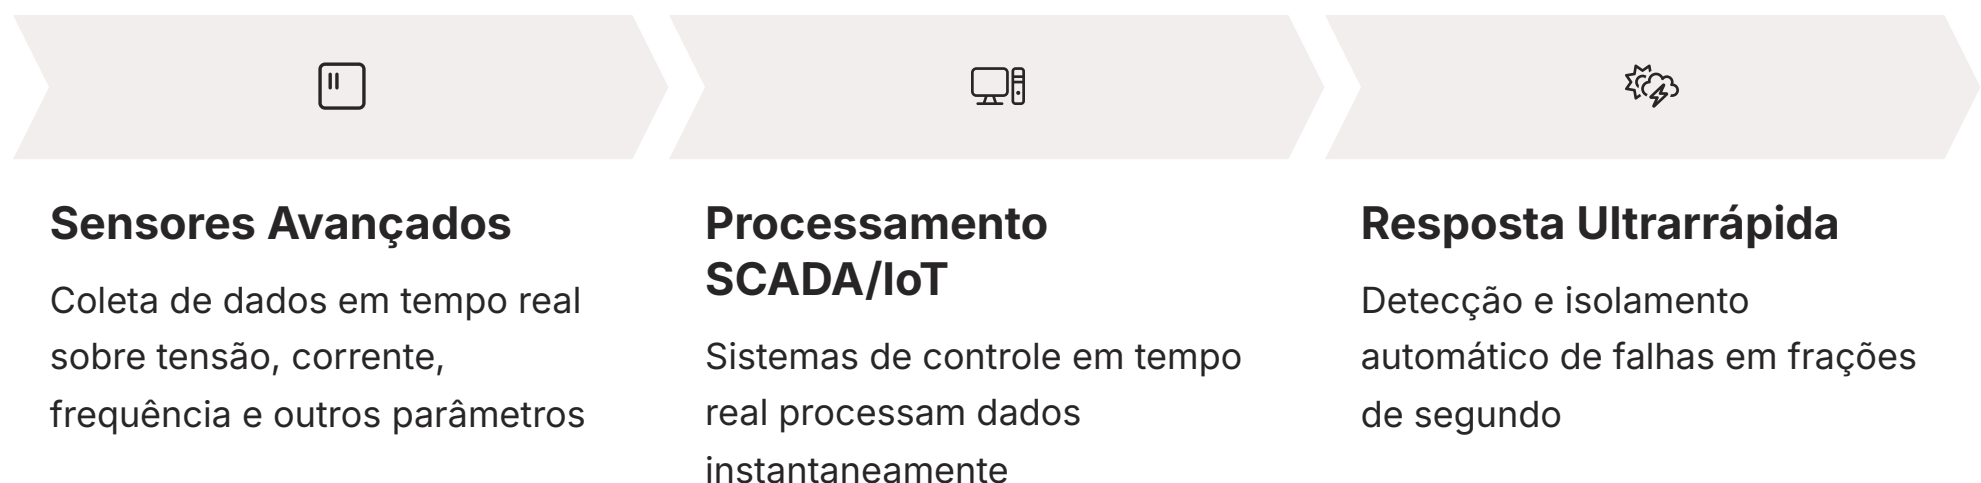 Sensores Avançados
Coleta de dados em tempo real
sobre tensão, corrente,
frequência e outros parâmetros
Processamento
SCADA/IoT
Sistemas de controle em tempo
real processam dados
instantaneamente
Resposta Ultrarrápida
Detecção e isolamento
automático de falhas em frações
de segundo